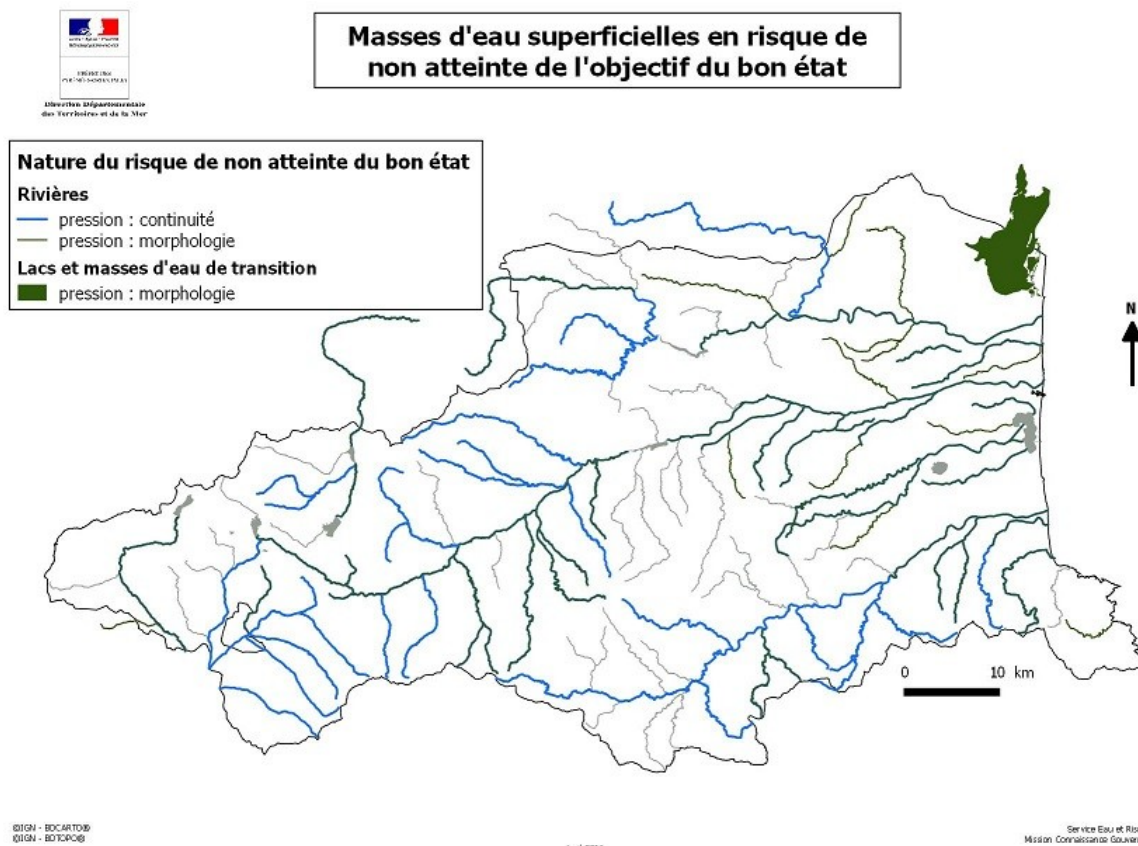 Masses d'eau superficielles en risque de
non atteinte de l'objectif du bon état
Direction Départementale
des Territoires et de la Mer
Nature du risque de non atteinte du bon état
Rivières
pression : continuité
pression : morphologie
Lacs et masses d'eau de transition
pression : morphologie
N
0 10 km
©IGN - BDCARTO®
©IGN - BDTOPO®
Service Eau et Ris
Mission Connaissance Gouver